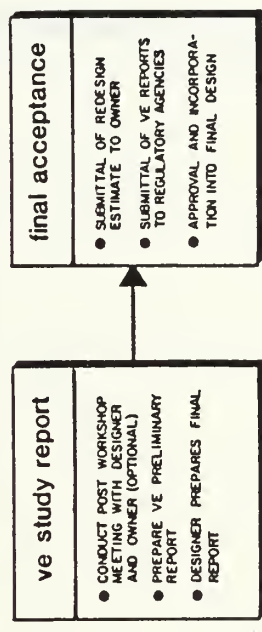 ve study report
● CONDUCT POST WORKSHOP
MEETING WITH DESIGNER
AND OWNER (OPTIONAL)
● PREPARE VE PRELIMINARY
REPORT
● DESIGNER PREPARES FINAL
REPORT
final acceptance
● SUBMITTAL OF REDESIGN
ESTIMATE TO OWNER
● SUBMITTAL OF VE REPORTS
TO REGULATORY AGENCIES
● APPROVAL AND INCORPORA-
TION INTO FINAL DESIGN